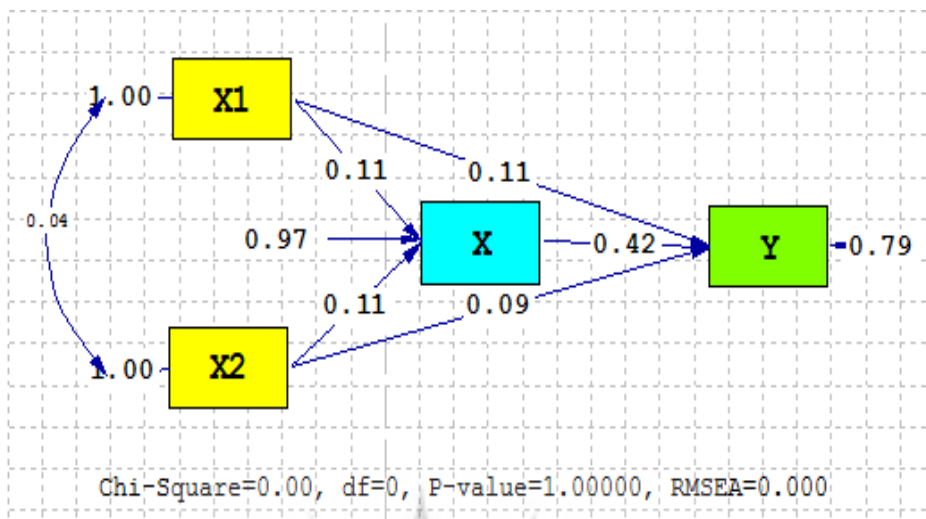 1.00
X1
0.11
0.11
0.04
0.97
X
0.42
Y
0.79
0.11
0.09
1.00
X2
Chi-Square=0.00, df=0, P-value=1.00000, RMSEA=0.000